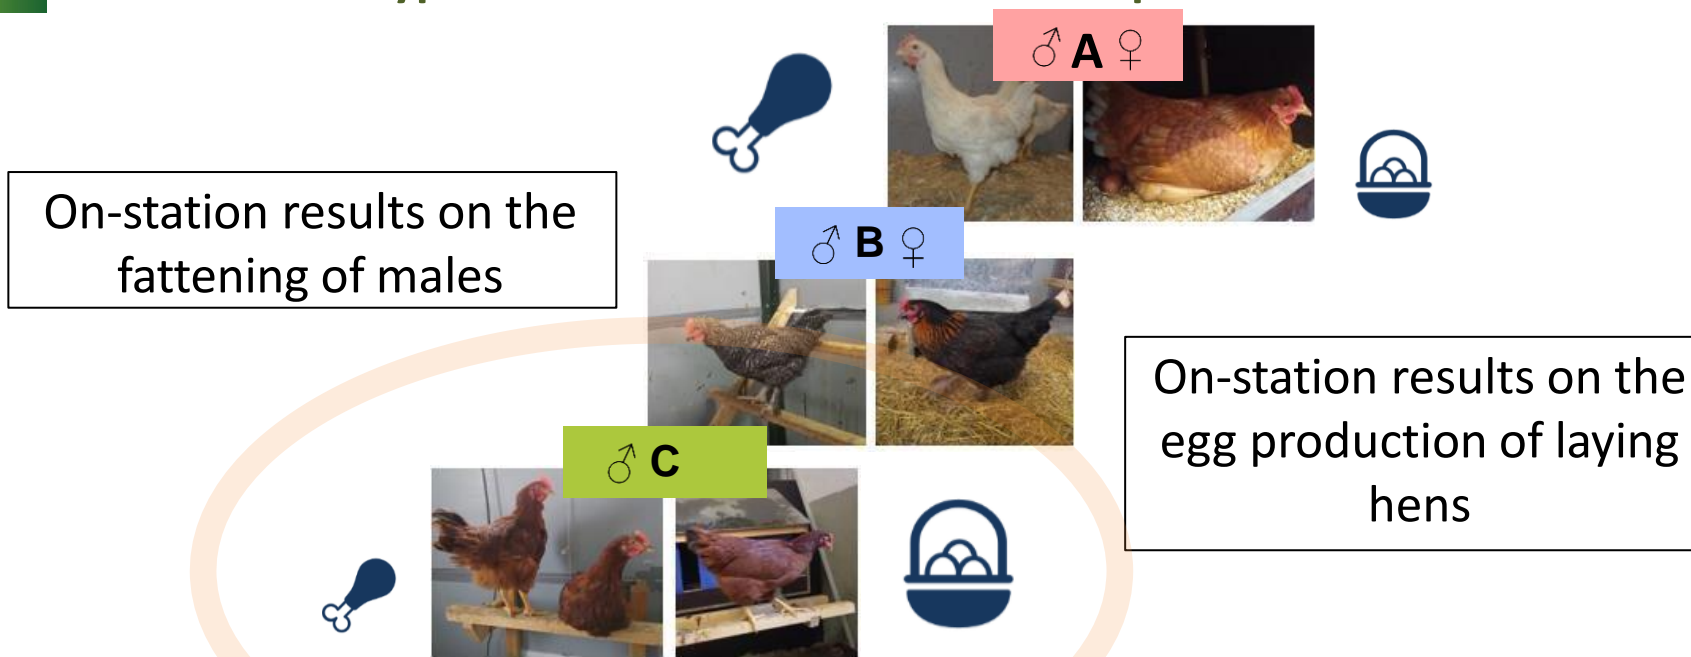 ♂ A ♀
On-station results on the
fattening of males
♂ B ♀
On-station results on the
egg production of laying
hens
♂ C